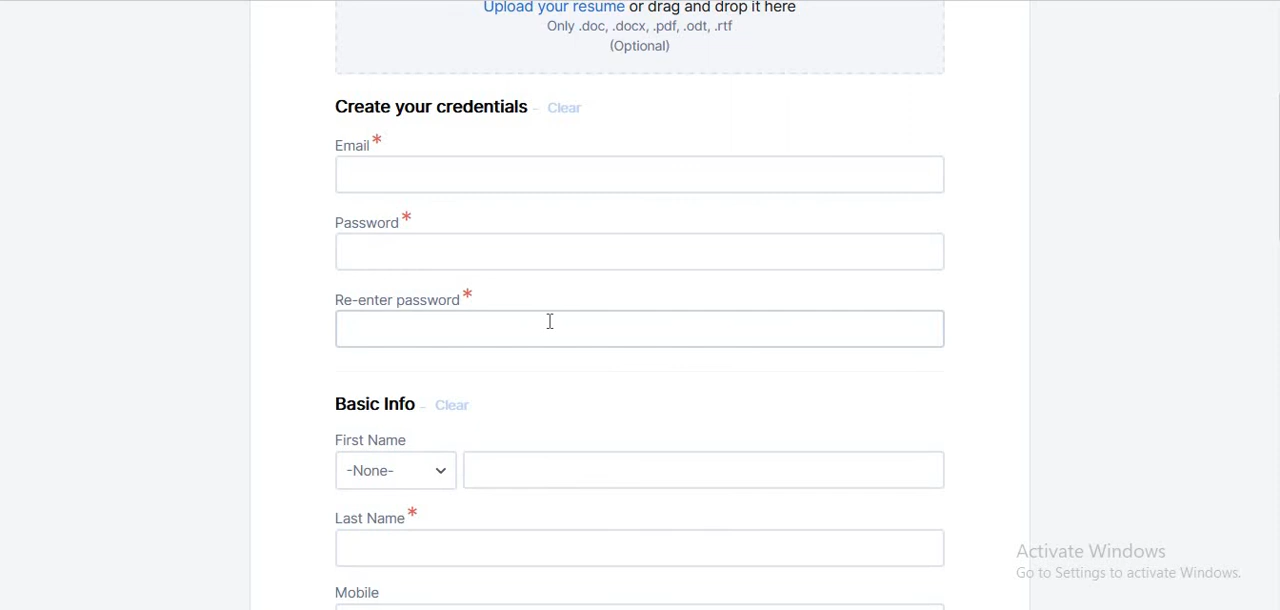 Upload your resume or drag and drop it here
Only .doc, .docx, .pdf, .odt, .rtf
(Optional)
Create your credentials - Clear
Email*
Password*
Re-enter password*
Basic Info - Clear
First Name
-None-
Last Name*
Mobile
Activate Windows
Go to Settings to activate Windows.